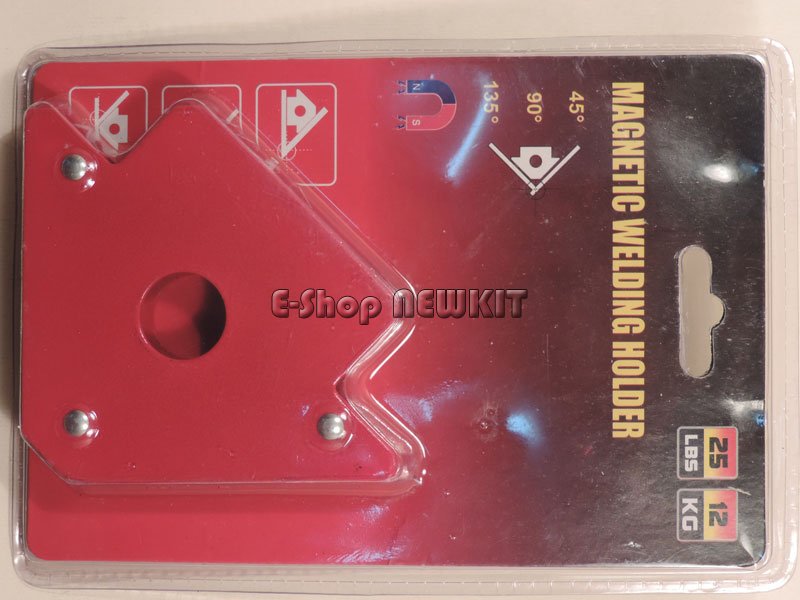 MAGNETIC WELDING HOLDER
45°
90°
135°
N
S
25
LBS
12
KG
E-Shop NEWKIT